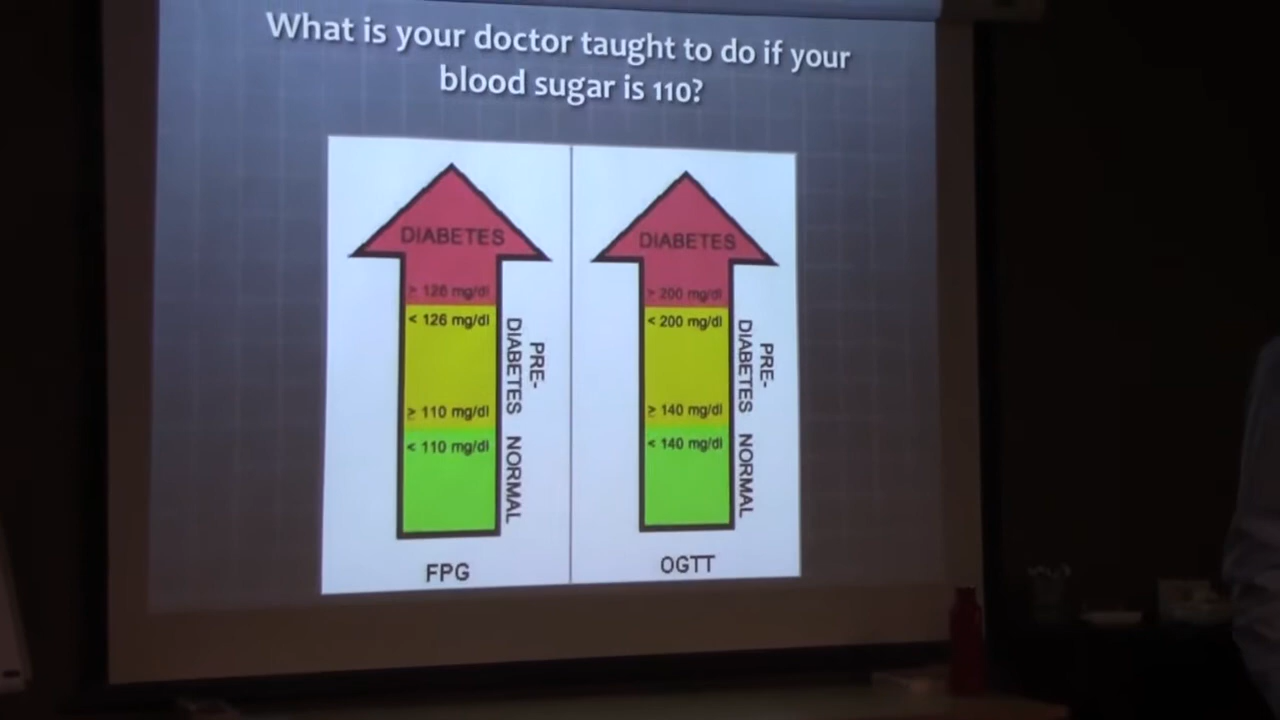 What is your doctor taught to do if your
blood sugar is 110?
DIABETES
≥ 126 mg/dl
< 126 mg/dl
≥ 110 mg/dl
< 110 mg/dl
PRE-
DIABETES
NORMAL
FPG
DIABETES
≥ 200 mg/dl
< 200 mg/dl
≥ 140 mg/dl
< 140 mg/dl
PRE-
DIABETES
NORMAL
OGTT